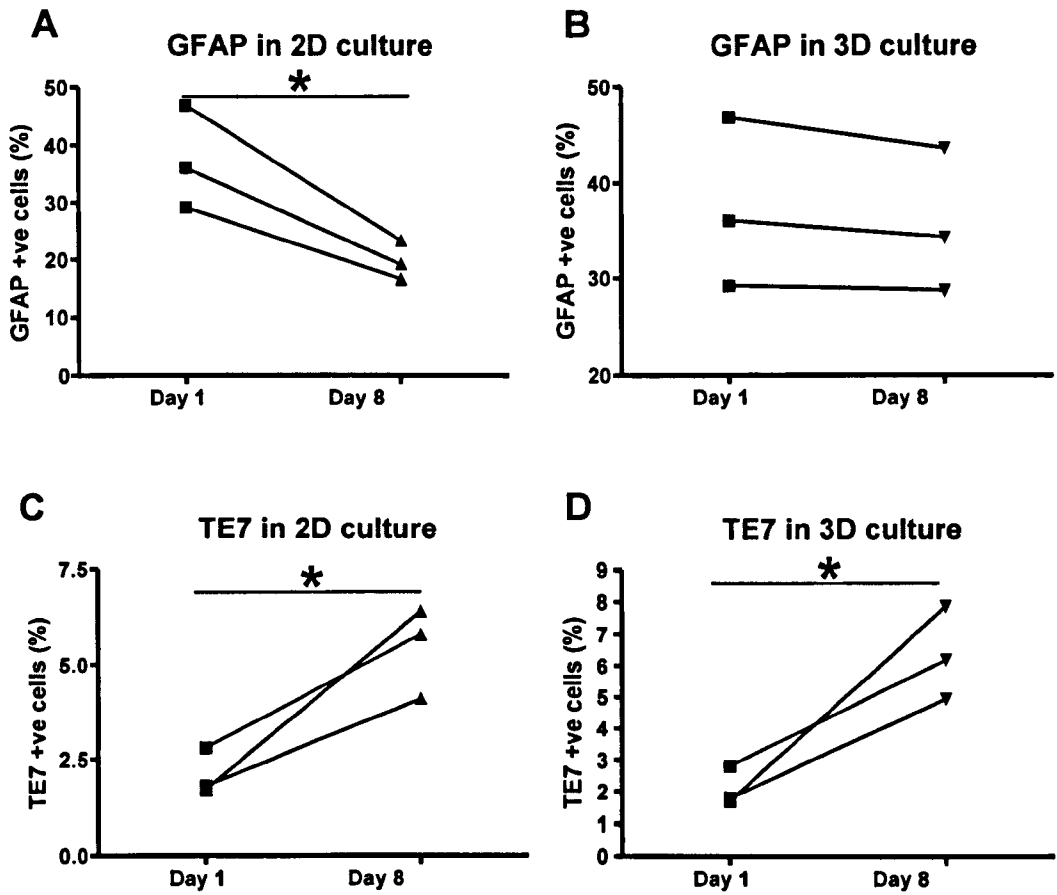 A
GFAP in 2D culture
*
GFAP +ve cells (%)
50
40
30
20
10
0
Day 1 Day 8
B
GFAP in 3D culture
GFAP +ve cells (%)
50
40
30
20
Day 1 Day 8
C
TE7 in 2D culture
*
TE7 +ve cells (%)
7.5
5.0
2.5
0.0
Day 1 Day 8
D
TE7 in 3D culture
*
TE7 +ve cells (%)
9
8
7
6
5
4
3
2
1
0
Day 1 Day 8